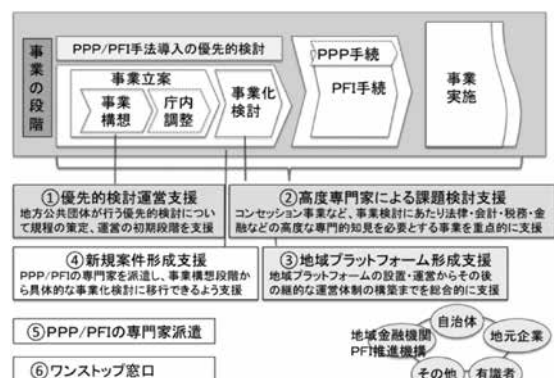 事業の段階
PPP/PFI手法導入の優先的検討
事業立案
事業
構想
庁内
調整
事業化
検討
PPP手続
PFI手続
事業
実施
①優先的検討運営支援
地方公共団体が行う優先的検討につい
て規程の策定、運営の初期段階を支援
②高度専門家による課題検討支援
コンセッション事業など、事業検討にあたり法律・会計・税務・金
融などの高度な専門的知見を必要とする事業を重点的に支援
④新規案件形成支援
PPP/PFIの専門家を派遣し、事業構想段階か
ら具体的な事業化検討に移行できるよう支援
③地域プラットフォーム形成支援
地域プラットフォームの設置・運営からその後
の継的な運営体制の構築までを総合的に支援
⑤PPP/PFIの専門家派遣
⑥ワンストップ窓口
自治体
地域金融機関
PFI推進機構
地元企業
その他
有識者